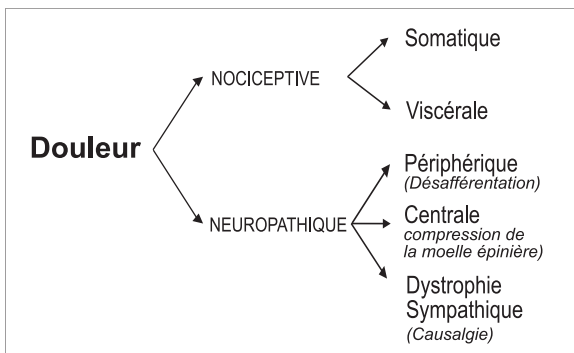 Douleur
NOCICEPTIVE
Somatique
Viscérale
NEUROPATHIQUE
Périphérique
(Désafférentation)
Centrale
compression de
la moelle épinière)
Dystrophie
Sympathique
(Causalgie)